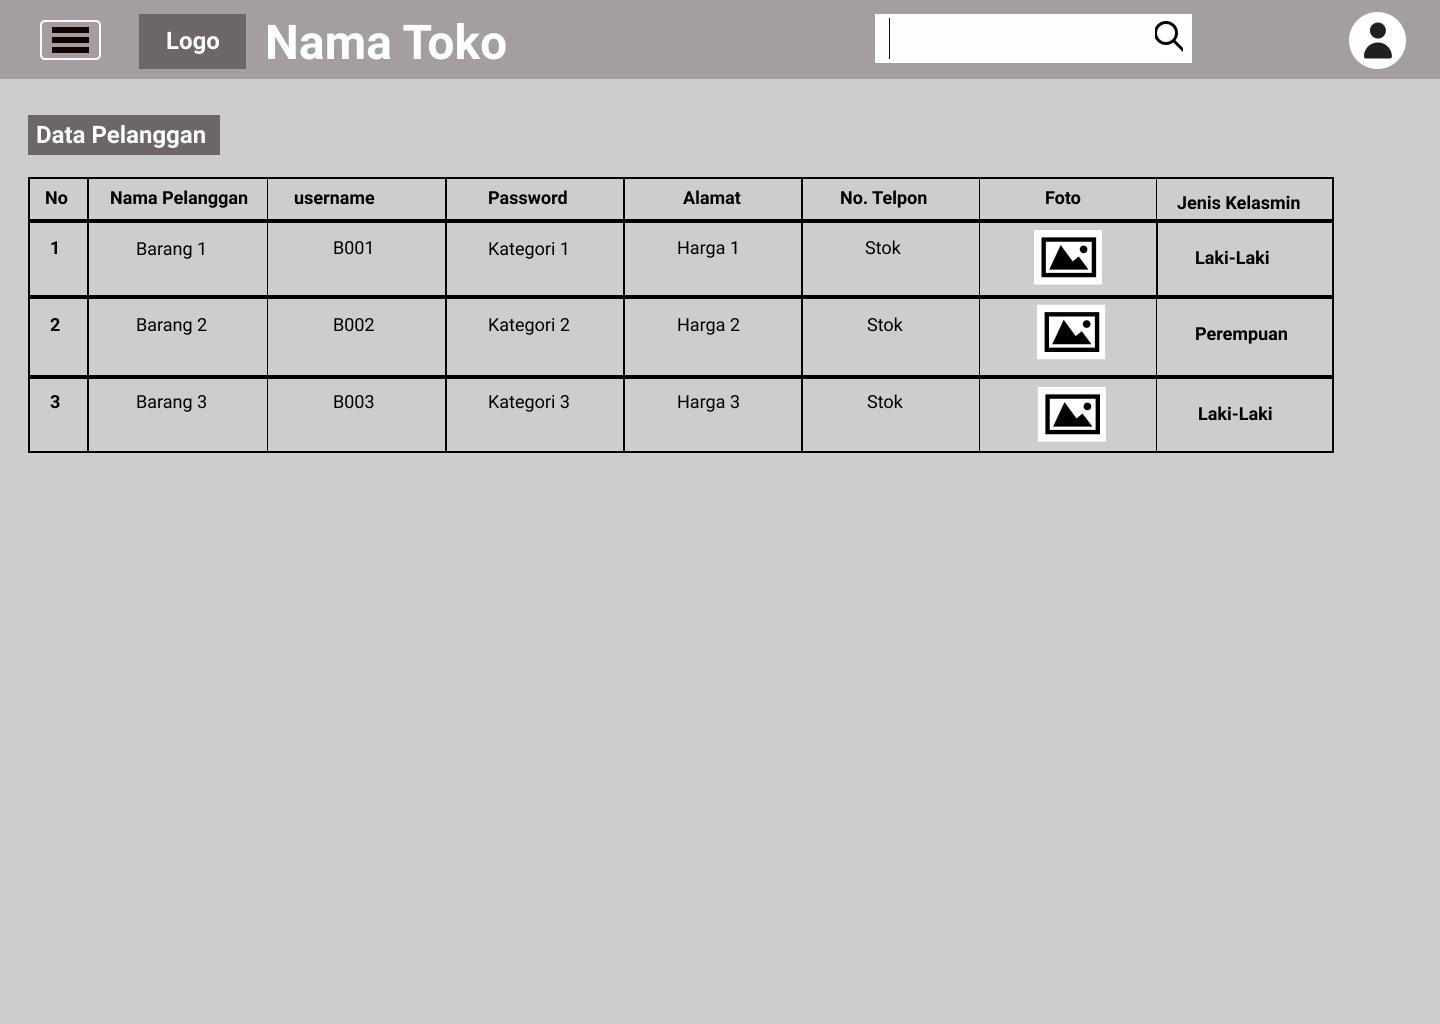 Logo Nama Toko
Data Pelanggan
No Nama Pelanggan username Password Alamat No. Telpon Foto Jenis Kelasmin
1 Barang 1 B001 Kategori 1 Harga 1 Stok Laki-Laki
2 Barang 2 B002 Kategori 2 Harga 2 Stok Perempuan
3 Barang 3 B003 Kategori 3 Harga 3 Stok Laki-Laki